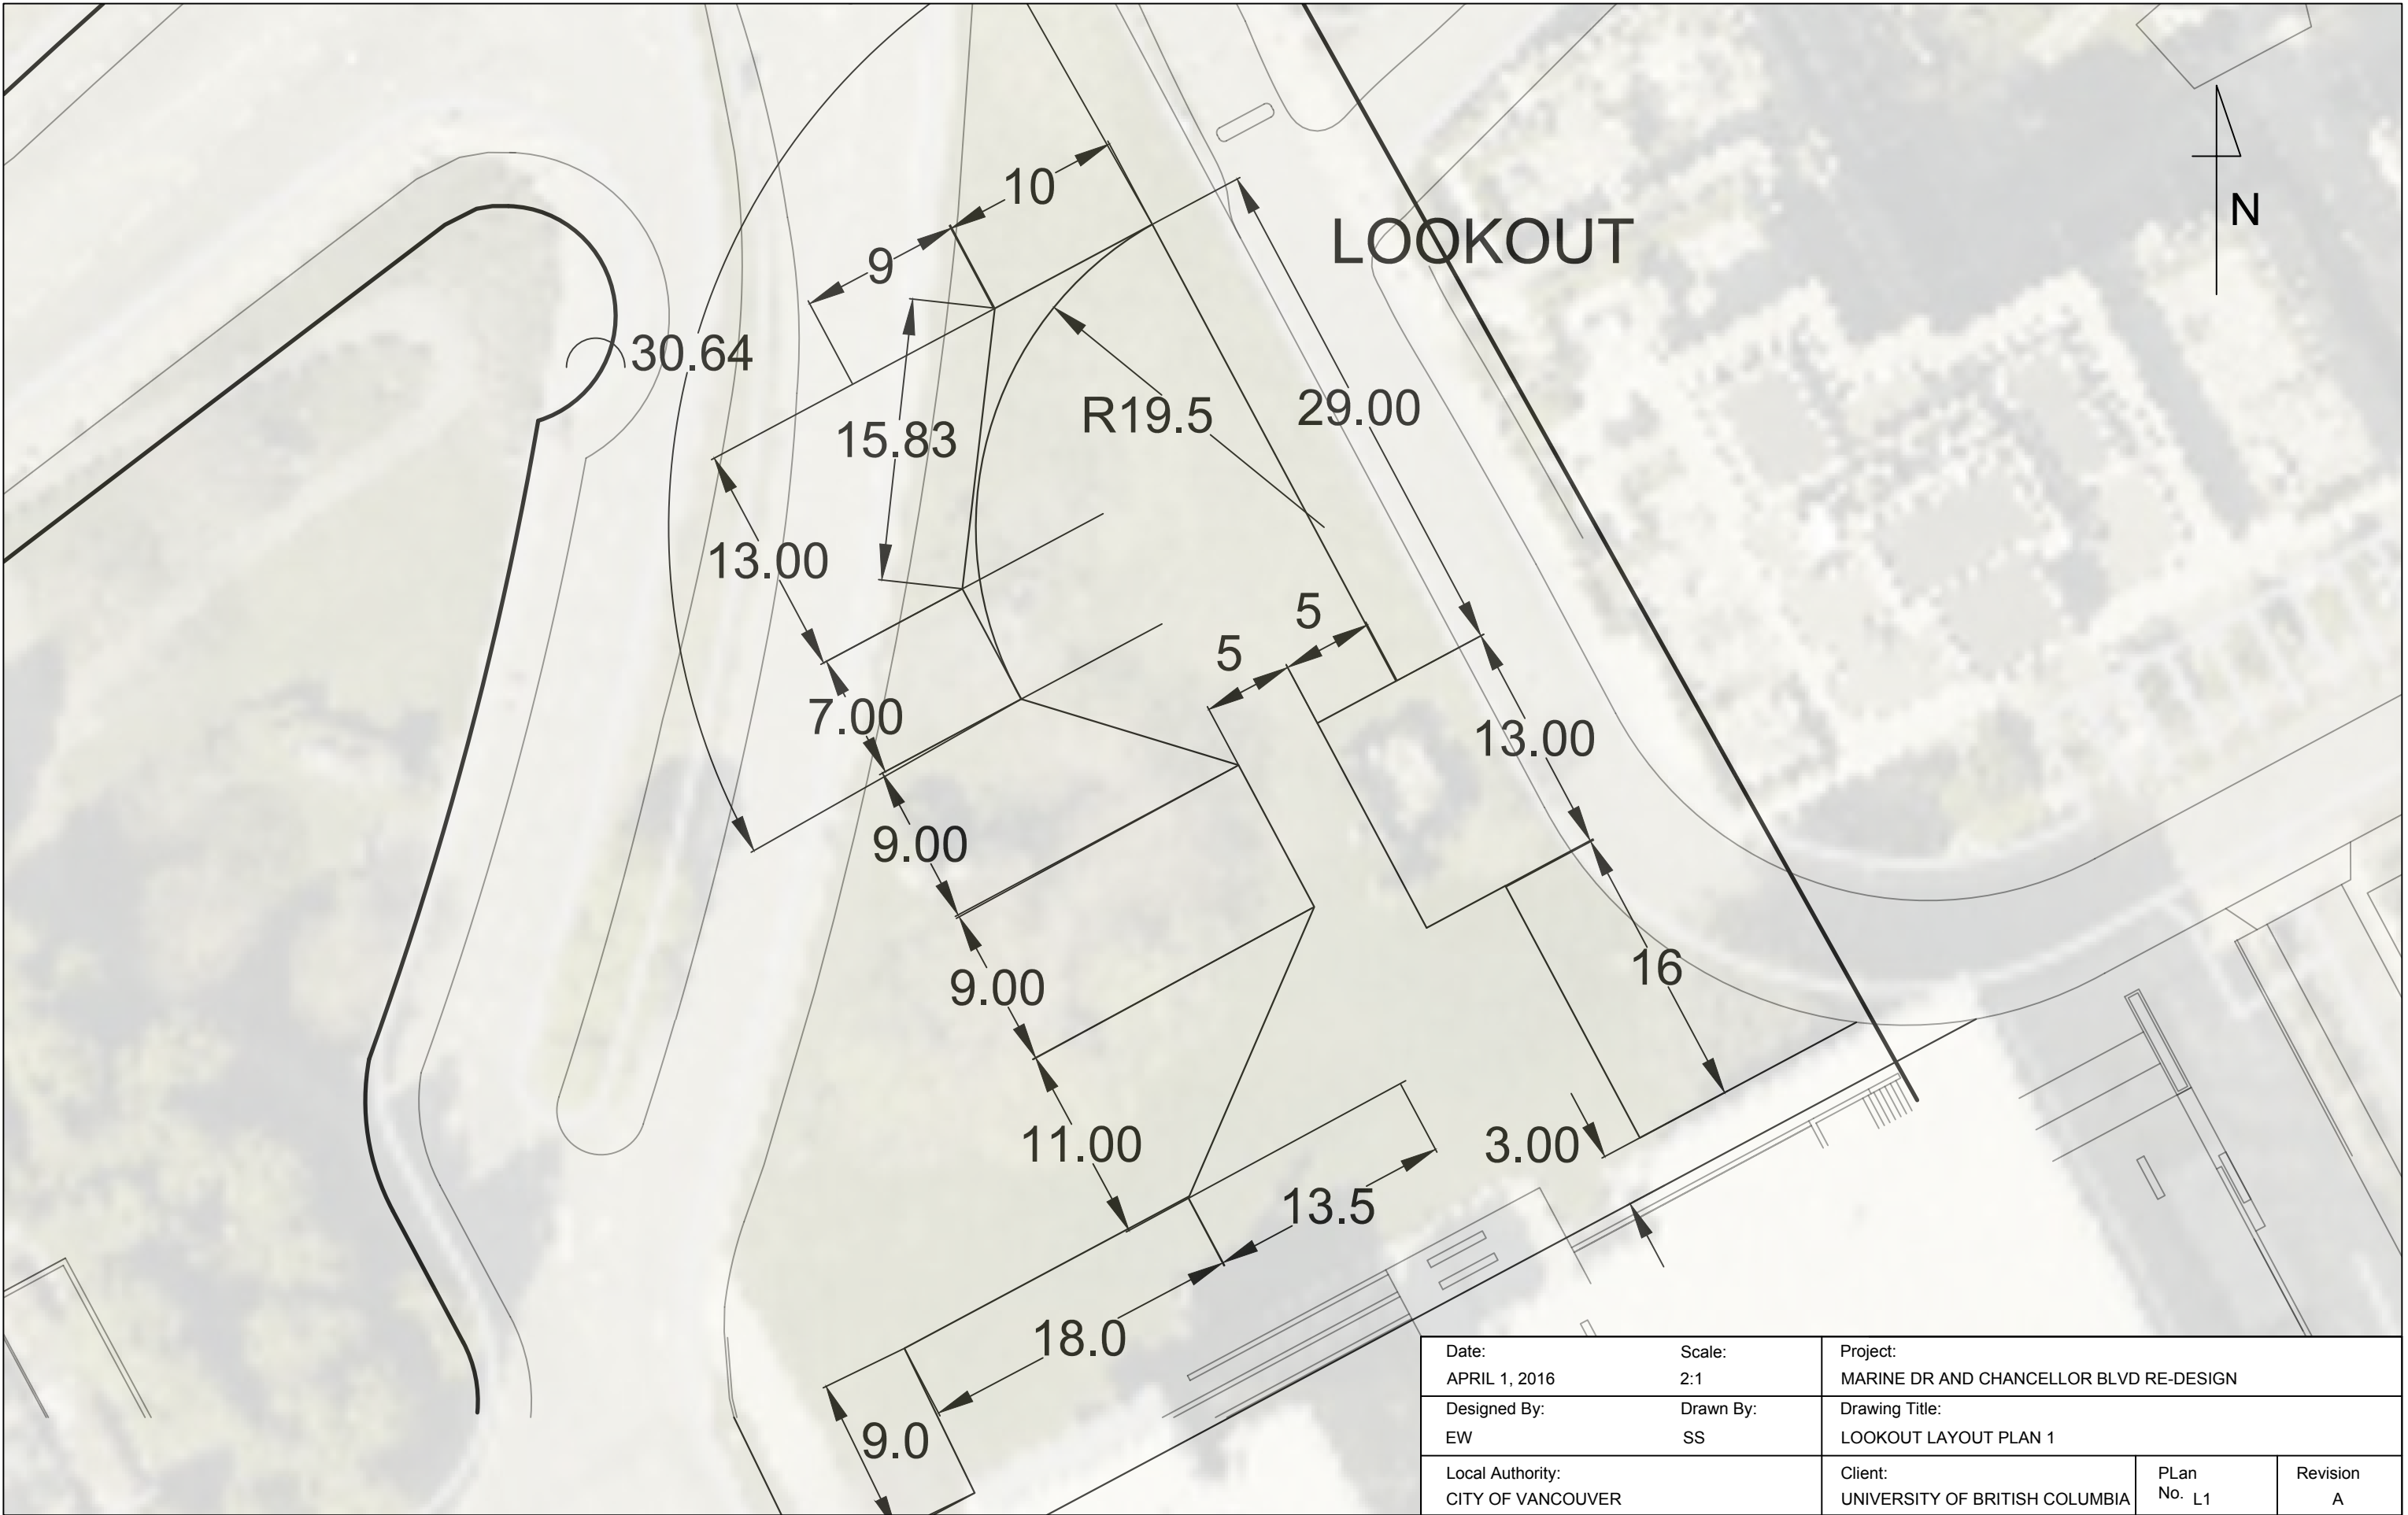 10
N
LOOKOUT
9
30.64
29.00
R19.5
15.83
13.00
5
5
7.00
13.00
9.00
16
9.00
11.00
3.00
13.5
18.0
9.0
Date: Scale: Project:
APRIL 1, 2016 2:1 MARINE DR AND CHANCELLOR BLVD RE-DESIGN
Designed By: Drawn By: Drawing Title:
EW SS LOOKOUT LAYOUT PLAN 1
Local Authority: Client: PLan Revision
CITY OF VANCOUVER UNIVERSITY OF BRITISH COLUMBIA No. L1 A